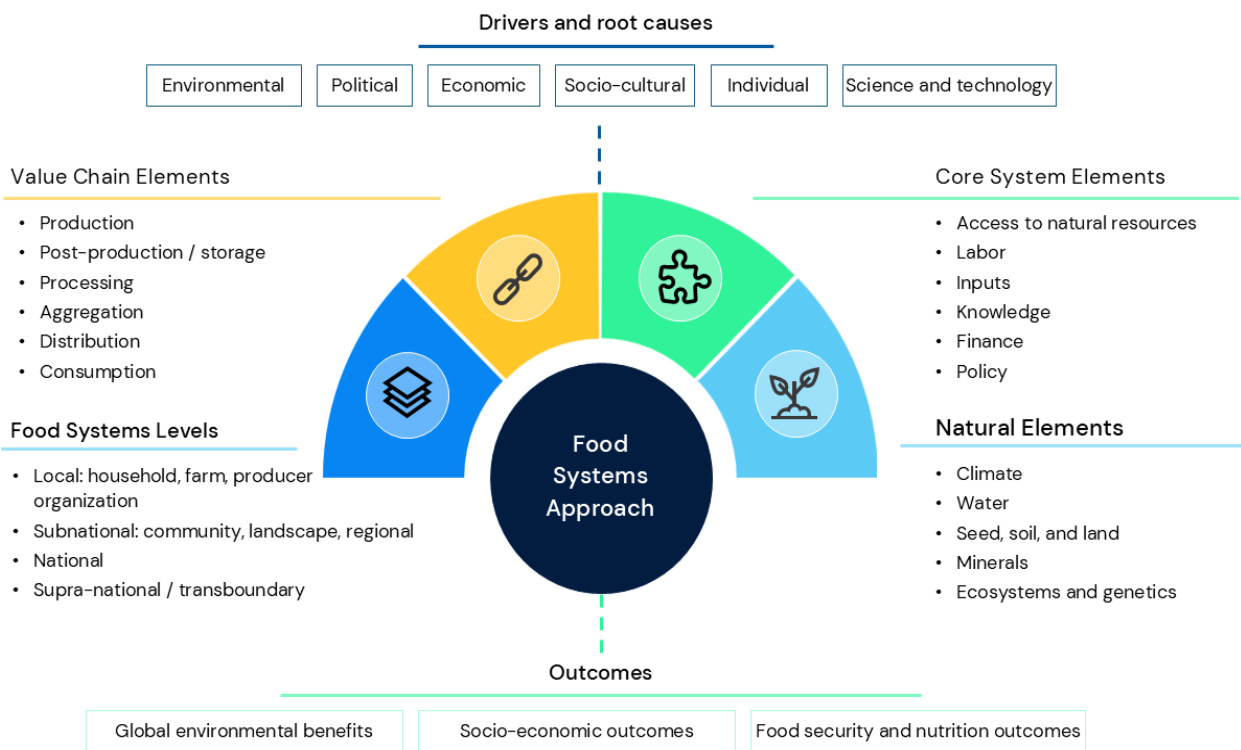 Drivers and root causes
Environmental
Political
Economic
Socio-cultural
Individual
Science and technology
Value Chain Elements
• Production
• Post-production / storage
• Processing
• Aggregation
• Distribution
• Consumption
Food Systems Levels
• Local: household, farm, producer
organization
• Subnational: community, landscape, regional
• National
• Supra-national / transboundary
Food
Systems
Approach
Core System Elements
• Access to natural resources
• Labor
• Inputs
• Knowledge
• Finance
• Policy
Natural Elements
• Climate
• Water
• Seed, soil, and land
• Minerals
• Ecosystems and genetics
Outcomes
Global environmental benefits
Socio-economic outcomes
Food security and nutrition outcomes